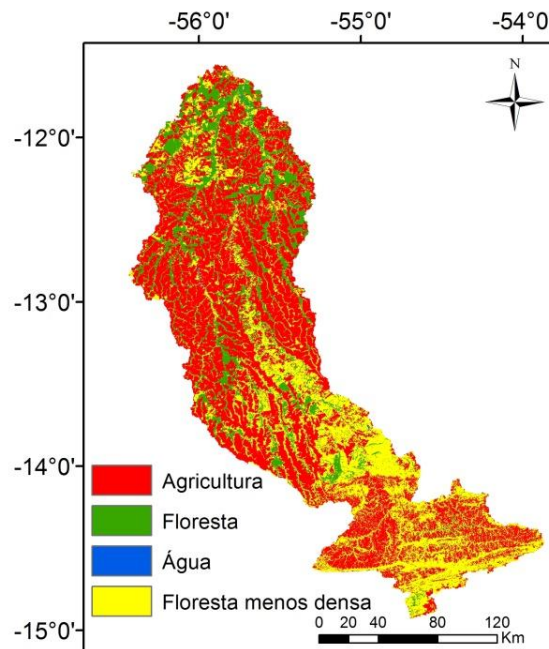 -56°0' -55°0' -54°0'
N
-12°0'
-13°0'
-14°0'
Agricultura
Floresta
Água
Floresta menos densa
-15°0'
0 20 40 80 120
Km